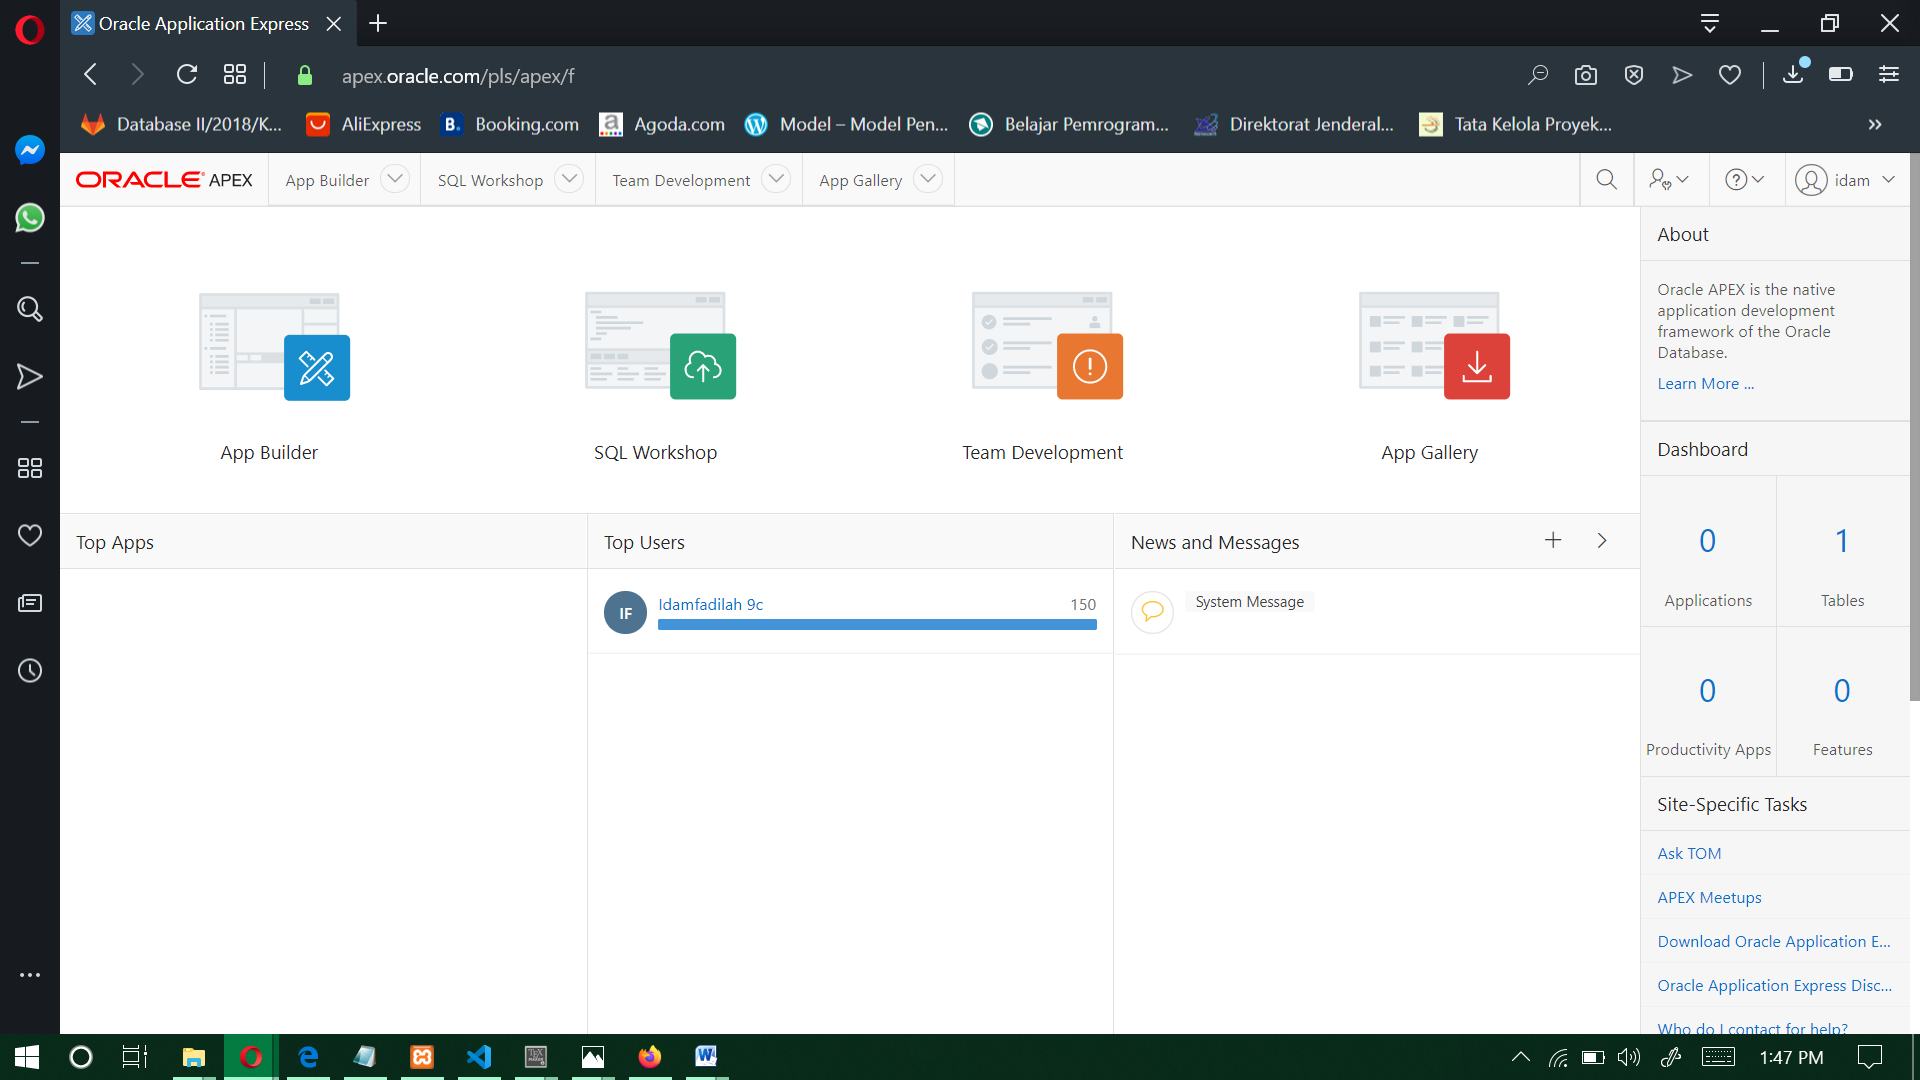 Oracle Application Express
apex.oracle.com/pls/apex/f
Database II/2018/K...
AliExpress
B.
Booking.com
a
Agoda.com
Model – Model Pen...
Belajar Pemrogram...
Direktorat Jenderal...
Tata Kelola Proyek...
ORACLE APEX
App Builder
SQL Workshop
Team Development
App Gallery
idam
App Builder
SQL Workshop
Team Development
App Gallery
About
Oracle APEX is the native
application development
framework of the Oracle
Database.
Learn More ...
Dashboard
0
Applications
1
Tables
0
Productivity Apps
0
Features
Top Apps
Top Users
IF
Idamfadilah 9c
150
News and Messages
System Message
Site-Specific Tasks
Ask TOM
APEX Meetups
Download Oracle Application E...
Oracle Application Express Disc...
Who do I contact for help?
1:47 PM